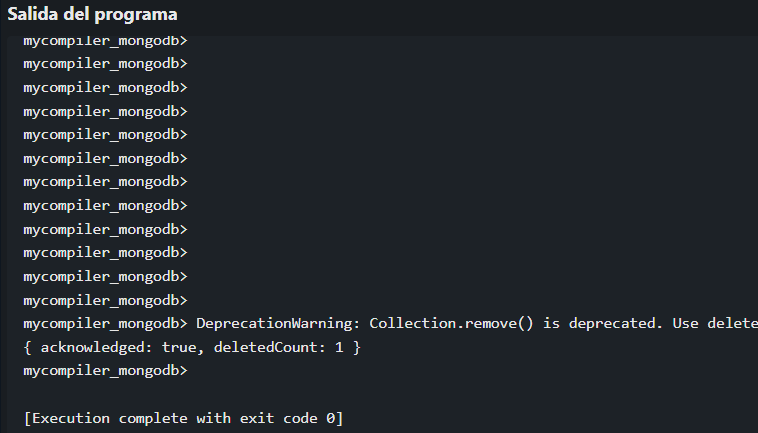 Salida del programa
mycompiler_mongodb>
mycompiler_mongodb>
mycompiler_mongodb>
mycompiler_mongodb>
mycompiler_mongodb>
mycompiler_mongodb>
mycompiler_mongodb>
mycompiler_mongodb>
mycompiler_mongodb>
mycompiler_mongodb>
mycompiler_mongodb>
mycompiler_mongodb>
mycompiler_mongodb> DeprecationWarning: Collection.remove() is deprecated. Use delete
{ acknowledged: true, deletedCount: 1 }
mycompiler_mongodb>
[Execution complete with exit code 0]